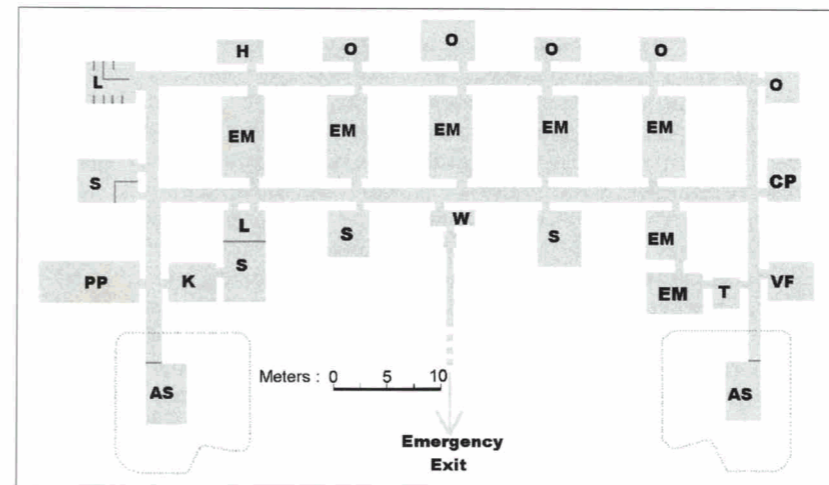 H O O O O
L O
EM EM EM EM EM
S CP
L S W S EM
S
PP K EM T VF
Meters : 0 5 10
AS AS
Emergency
Exit